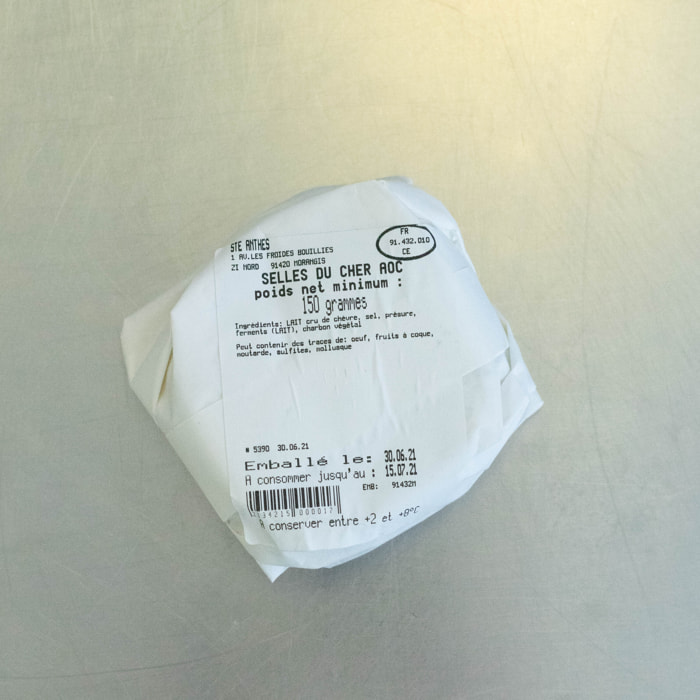 STE ANTHES
1 AV.LES FROIDES BOUILLIES
ZI NORD 91420 MORANGIS
FR
91.432.010
CE
SELLES DU CHER AOC
poids net minimum :
150 grammes
Ingrédients: LAIT cru de chèvre, sel, présure,
ferments (LAIT), charbon végétal
Peut contenir des traces de: oeuf, fruits à coque,
moutarde, sulfites, mollusque
# 5390 30.06.21
Emballé le: 30.06.21
A consommer jusqu'au : 15.07.21
EMB: 91432M
34215 000017
A conserver entre +2 et +8°C